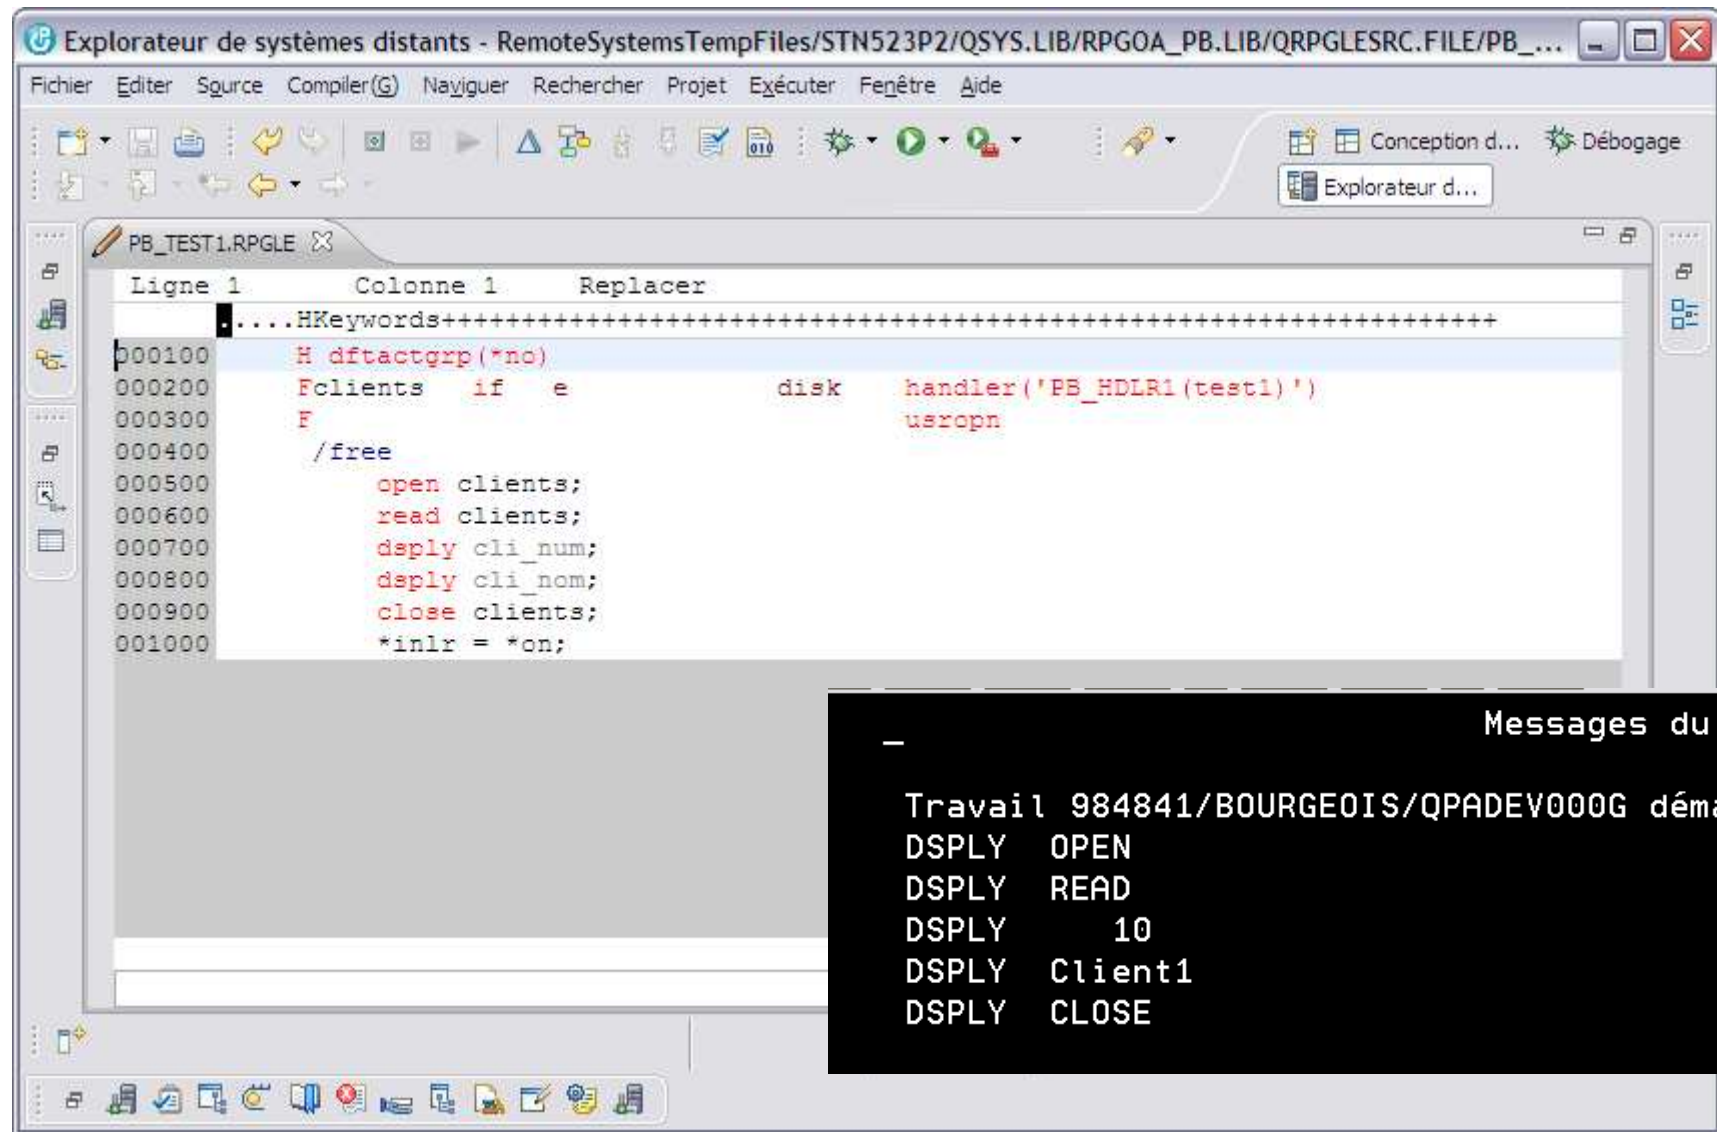 Explorateur de systèmes distants - RemoteSystemsTempFiles/STN523P2/QSYS.LIB/RPGOA_PB.LIB/QRPGLESRC.FILE/PB_...
Fichier Editer Source Compiler(G) Naviguer Rechercher Projet Exécuter Fenêtre Aide
Conception d... Débogage
Explorateur d...
PB_TEST1.RPGLE
Ligne 1 Colonne 1 Replacer
.....HKeywords++++++++++++++++++++++++++++++++++++++++++++++++++++++++++++++++++
000100 H dftactgrp(*no)
000200 Fclients if e disk handler('PB_HDLR1(test1)')
000300 F usropn
000400 /free
000500 open clients;
000600 read clients;
000700 dsply cli_num;
000800 dsply cli_nom;
000900 close clients;
001000 *inlr = *on;
_ Messages du
Travail 984841/BOURGEOIS/QPADEV000G déma
DSPLY OPEN
DSPLY READ
DSPLY 10
DSPLY Client1
DSPLY CLOSE